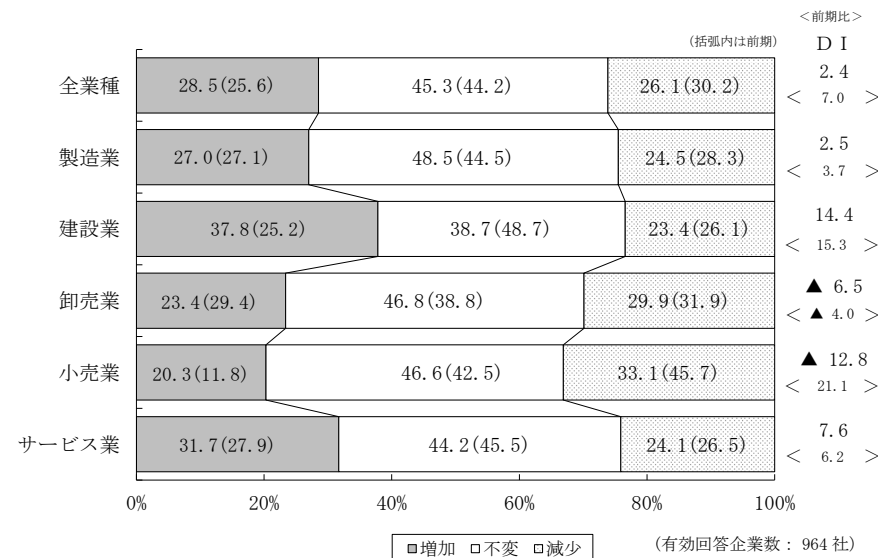 ＜前期比＞
(括弧内は前期)
ＤＩ
全業種
28.5(25.6)
45.3(44.2)
26.1(30.2)
2.4
＜ 7.0 ＞
製造業
27.0(27.1)
48.5(44.5)
24.5(28.3)
2.5
＜ 3.7 ＞
建設業
37.8(25.2)
38.7(48.7)
23.4(26.1)
14.4
＜ 15.3 ＞
卸売業
23.4(29.4)
46.8(38.8)
29.9(31.9)
▲ 6.5
＜ ▲ 4.0 ＞
小売業
20.3(11.8)
46.6(42.5)
33.1(45.7)
▲ 12.8
＜ 21.1 ＞
サービス業
31.7(27.9)
44.2(45.5)
24.1(26.5)
7.6
＜ 6.2 ＞
0%
20%
40%
60%
80%
100%
増加 不変 減少
(有効回答企業数：964 社)